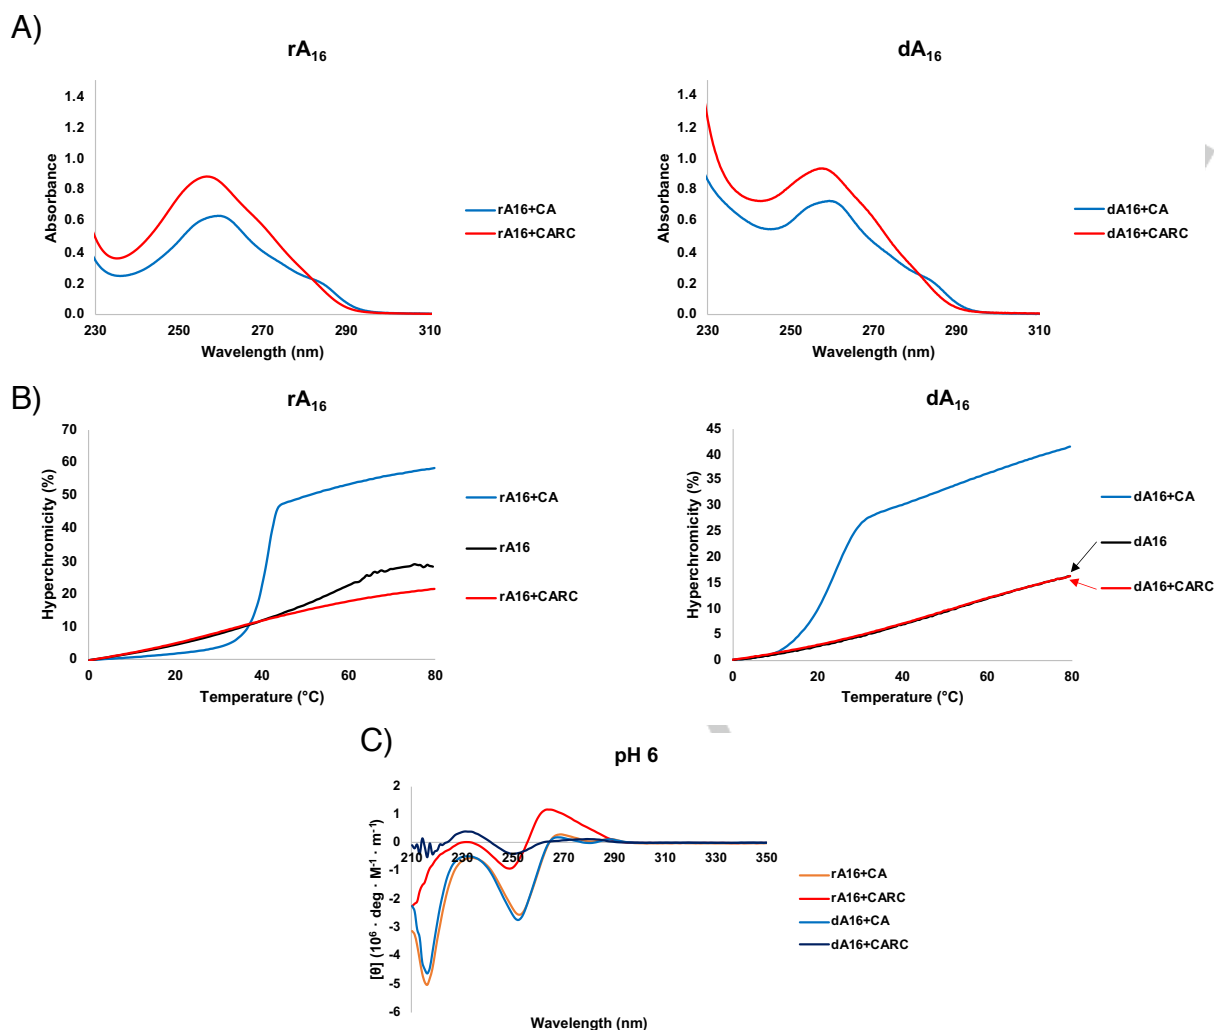 A)
rA₁₆
dA₁₆
Absorbance
1.4
1.2
1.0
0.8
0.6
0.4
0.2
0.0
230
250
270
290
310
Wavelength (nm)
rA16+CA
rA16+CARC
Absorbance
1.4
1.2
1.0
0.8
0.6
0.4
0.2
0.0
230
250
270
290
310
Wavelength (nm)
dA16+CA
dA16+CARC
B)
rA₁₆
dA₁₆
Hyperchromicity (%)
70
60
50
40
30
20
10
0
0
20
40
60
80
Temperature (°C)
rA16+CA
rA16
rA16+CARC
Hyperchromicity (%)
45
40
35
30
25
20
15
10
5
0
0
20
40
60
80
Temperature (°C)
dA16+CA
dA16
dA16+CARC
C)
pH 6
[θ] (10⁶ · deg · M⁻¹ · m⁻¹)
2
1
0
-1
-2
-3
-4
-5
-6
210
230
250
270
290
310
330
350
Wavelength (nm)
rA16+CA
rA16+CARC
dA16+CA
dA16+CARC